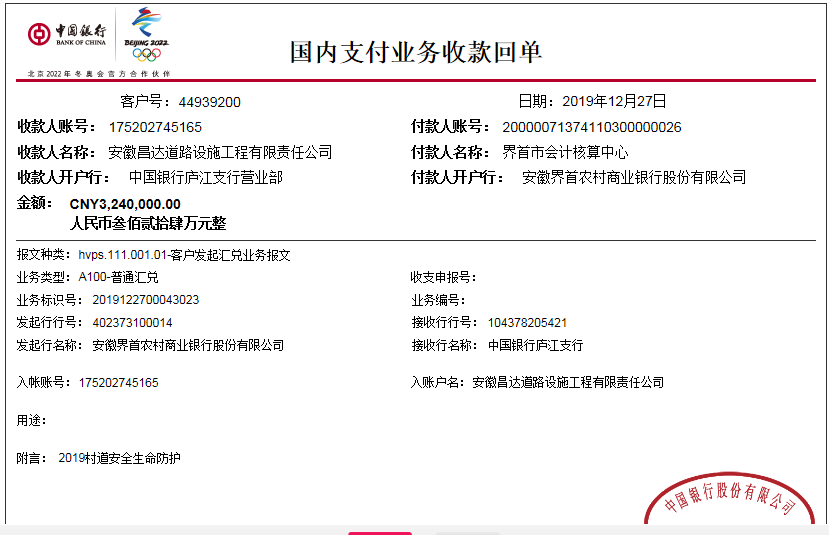 中国银行
BANK OF CHINA
BEIJING 2022
北京2022年冬奥会官方合作伙伴
国内支付业务收款回单
客户号：44939200 日期：2019年12月27日
收款人账号：175202745165 付款人账号：20000071374110300000026
收款人名称：安徽昌达道路设施工程有限责任公司 付款人名称：界首市会计核算中心
收款人开户行：中国银行庐江支行营业部 付款人开户行：安徽界首农村商业银行股份有限公司
金额：CNY3,240,000.00
人民币叁佰贰拾肆万元整
报文种类：hvps.111.001.01-客户发起汇兑业务报文
业务类型：A100-普通汇兑 收支申报号：
业务标识号：2019122700043023 业务编号：
发起行行号：402373100014 接收行行号：104378205421
发起行名称：安徽界首农村商业银行股份有限公司 接收行名称：中国银行庐江支行
入帐账号：175202745165 入账户名：安徽昌达道路设施工程有限责任公司
用途：
附言：2019村道安全生命防护
中国银行股份有限公司